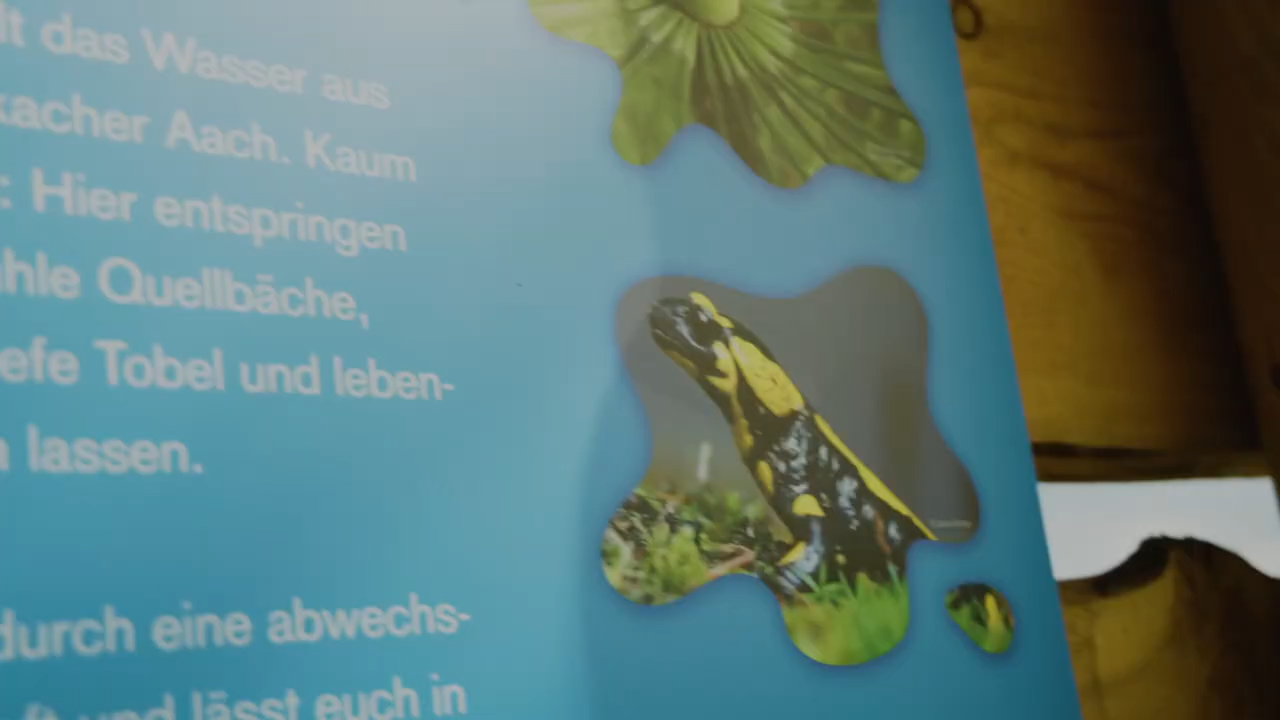 das Wasser aus
kacher Aach. Kaum
: Hier entspringen
hle Quellbäche,
efe Tobel und leben-
lassen.
durch eine abwechs-
und lässt euch in